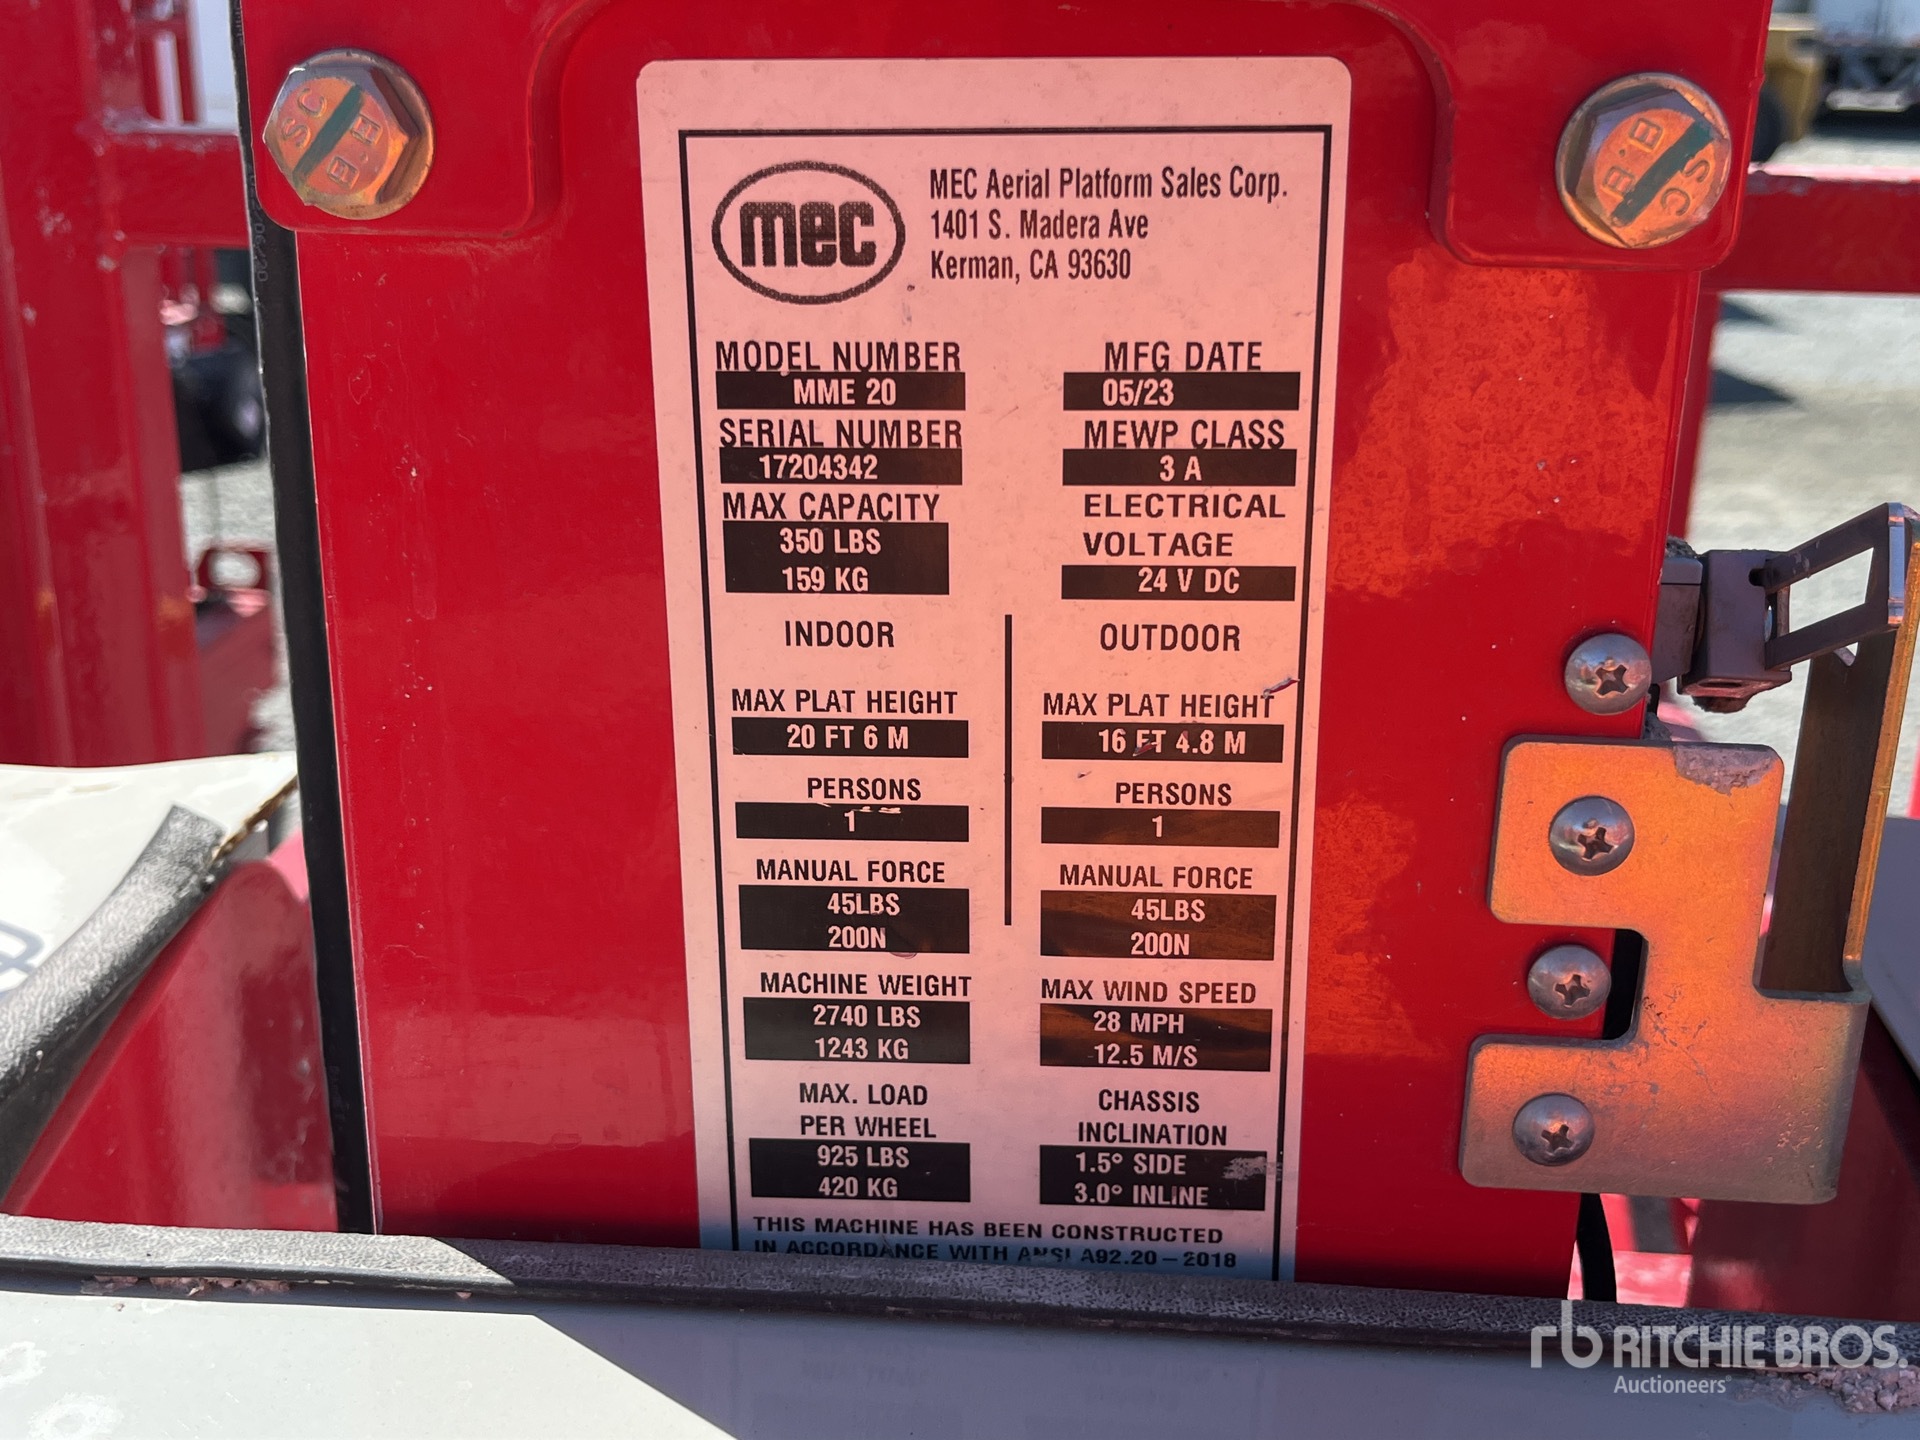 mec
MEC Aerial Platform Sales Corp.
1401 S. Madera Ave
Kerman, CA 93630
MODEL NUMBER
MME 20
SERIAL NUMBER
17204342
MAX CAPACITY
350 LBS
159 KG
MFG DATE
05/23
MEWP CLASS
3 A
ELECTRICAL
VOLTAGE
24 V DC
INDOOR
MAX PLAT HEIGHT
20 FT 6 M
PERSONS
1
MANUAL FORCE
45LBS
200N
MACHINE WEIGHT
2740 LBS
1243 KG
MAX. LOAD
PER WHEEL
925 LBS
420 KG
OUTDOOR
MAX PLAT HEIGHT
16 FT 4.8 M
PERSONS
1
MANUAL FORCE
45LBS
200N
MAX WIND SPEED
28 MPH
12.5 M/S
CHASSIS
INCLINATION
1.5° SIDE
3.0° INLINE
THIS MACHINE HAS BEEN CONSTRUCTED
IN ACCORDANCE WITH ANSI A92.20 – 2018
SC
B.B
SC
rb RITCHIE BROS.
Auctioneers